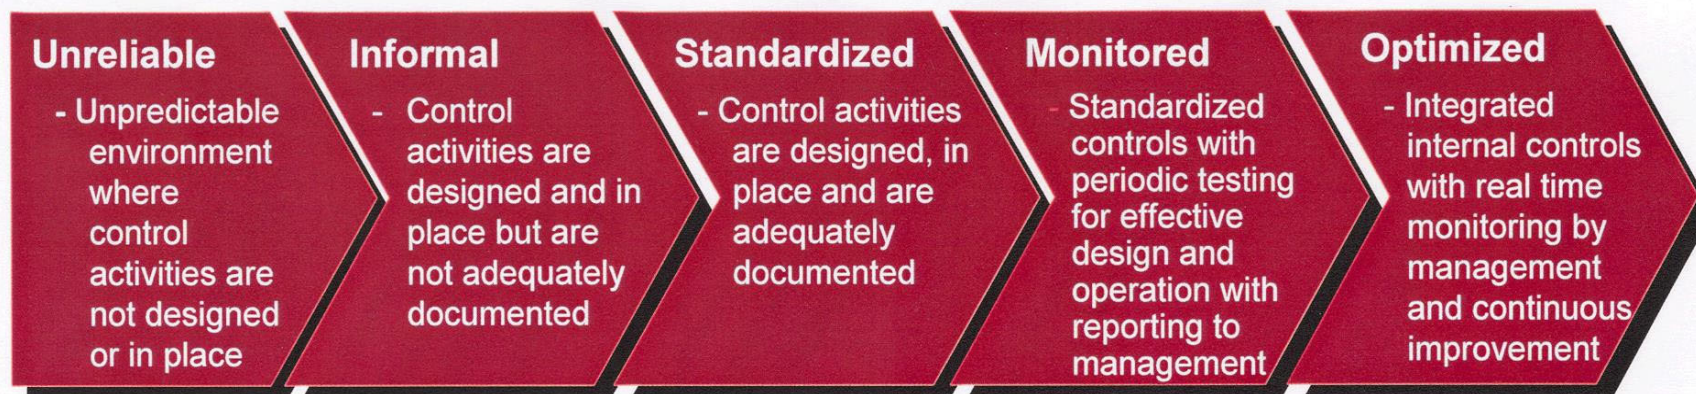 Unreliable
- Unpredictable
environment
where
control
activities are
not designed
or in place
Informal
- Control
activities are
designed and in
place but are
not adequately
documented
Standardized
- Control activities
are designed, in
place and are
adequately
documented
Monitored
- Standardized
controls with
periodic testing
for effective
design and
operation with
reporting to
management
Optimized
- Integrated
internal controls
with real time
monitoring by
management
and continuous
improvement